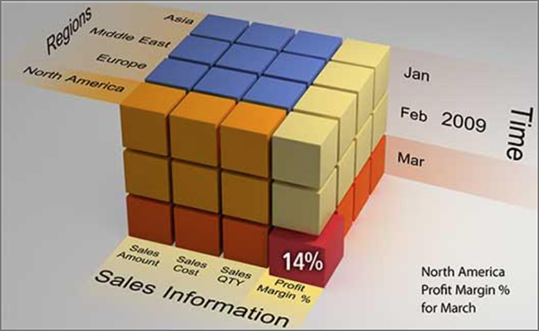 Regions
Asia
Middle East
Europe
North America
Jan
Feb 2009
Mar
Time
14%
Sales
Amount
Sales
Cost
Sales
QTY
Profit
Margin %
Sales Information
North America
Profit Margin %
for March